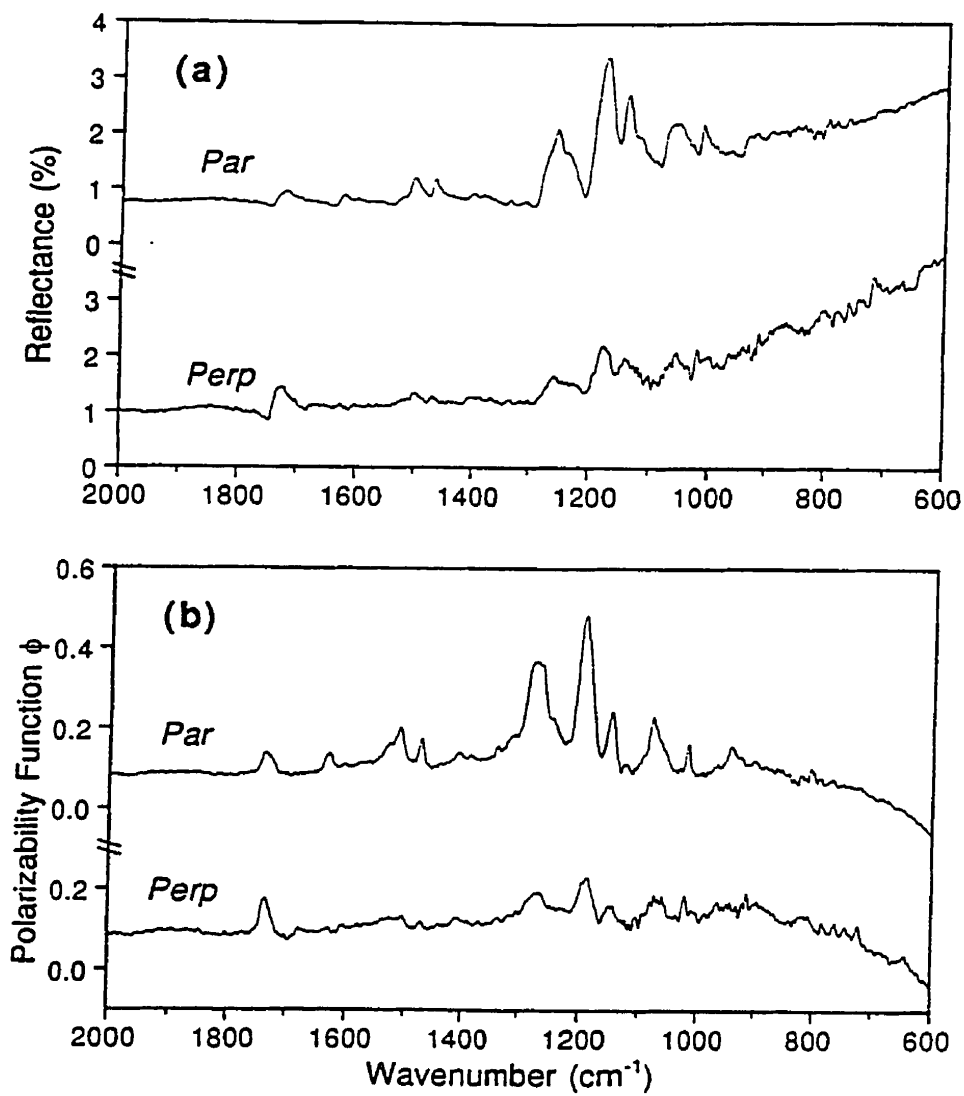 4
(a)
3
2
Par
1
0
Reflectance (%)
3
2
Perp
1
0
2000 1800 1600 1400 1200 1000 800 600
0.6
(b)
0.4
0.2
Par
0.0
Polarizability Function ϕ
0.2
Perp
0.0
2000 1800 1600 1400 1200 1000 800 600
Wavenumber (cm⁻¹)